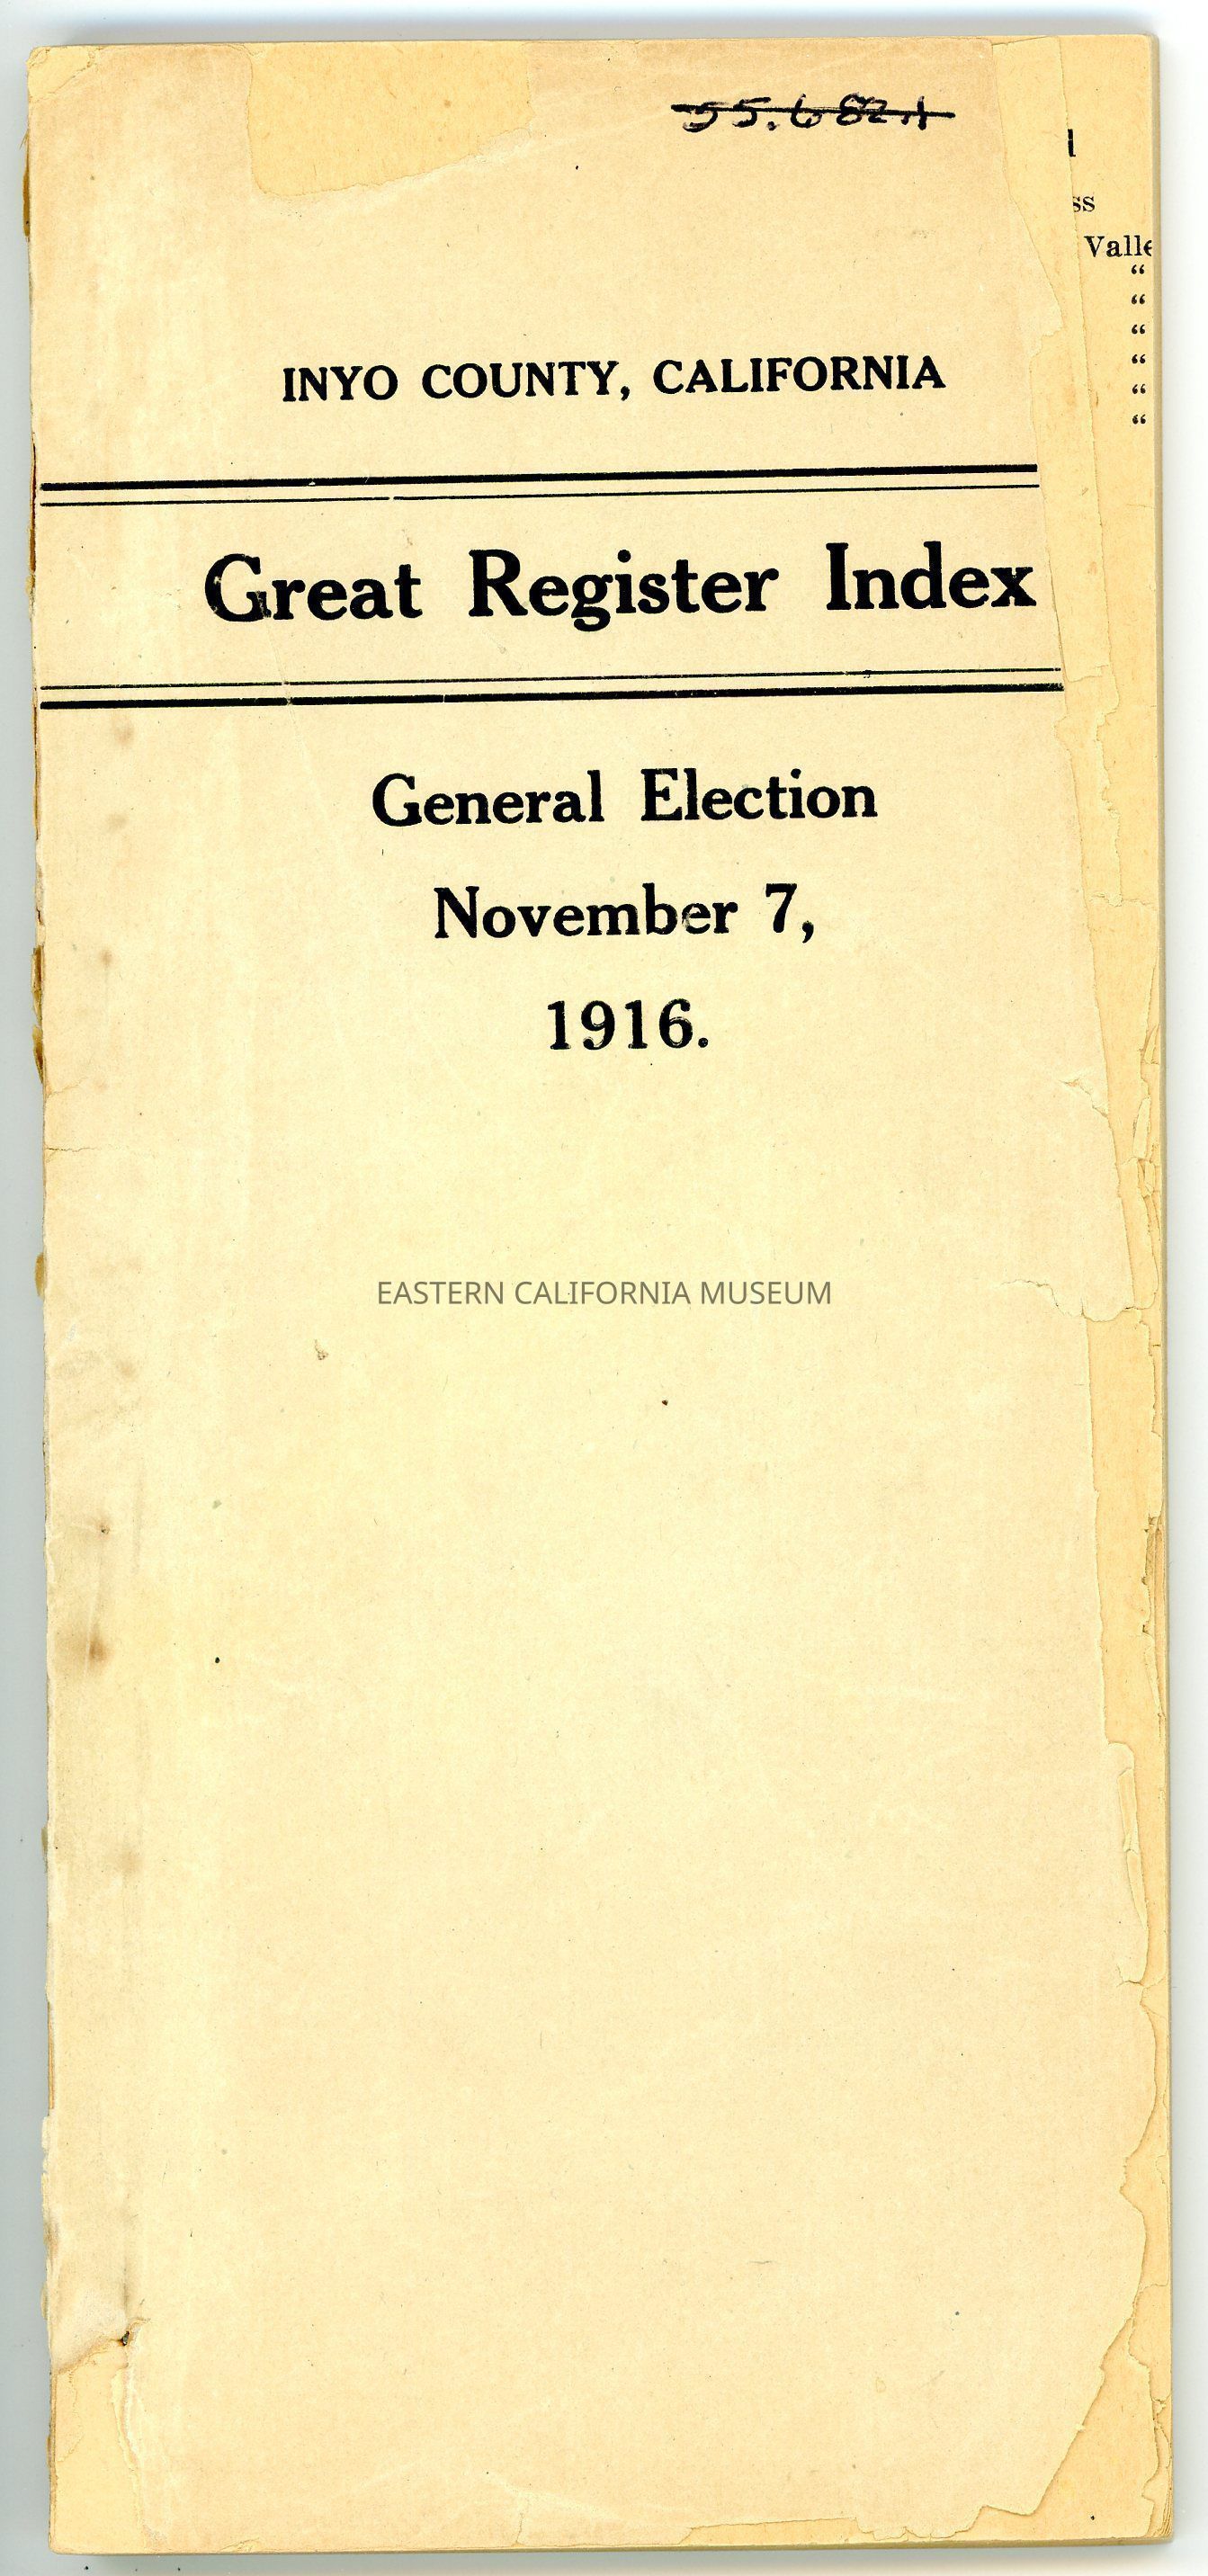 55.682.1
INYO COUNTY, CALIFORNIA
Great Register Index
General Election
November 7,
1916.
EASTERN CALIFORNIA MUSEUM
ss
Valle
“
“
“
“
“
“